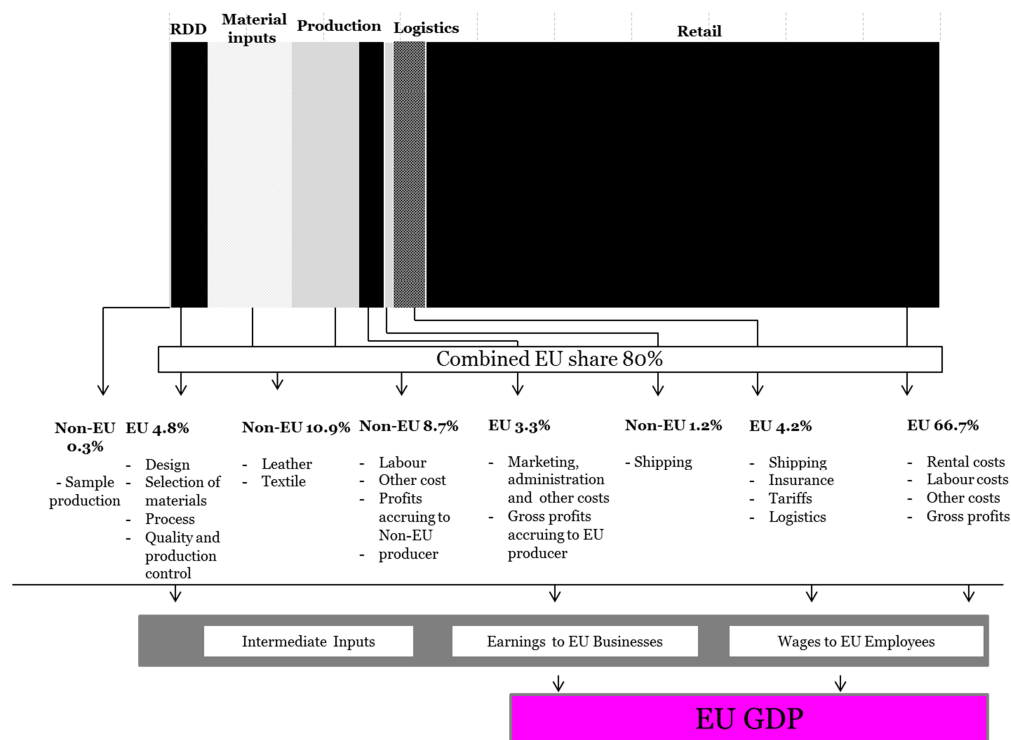 RDD
Material
inputs
Production
Logistics
Retail
Combined EU share 80%
Non-EU
0.3%
- Sample
production
EU 4.8%
- Design
- Selection of
materials
- Process
- Quality and
production
control
Non-EU 10.9%
- Leather
- Textile
Non-EU 8.7%
- Labour
- Other cost
- Profits
accruing to
Non-EU
- producer
EU 3.3%
- Marketing,
administration
and other costs
- Gross profits
accruing to EU
producer
Non-EU 1.2%
- Shipping
EU 4.2%
- Shipping
- Insurance
- Tariffs
- Logistics
EU 66.7%
- Rental costs
- Labour costs
- Other costs
- Gross profits
Intermediate Inputs
Earnings to EU Businesses
Wages to EU Employees
EU GDP